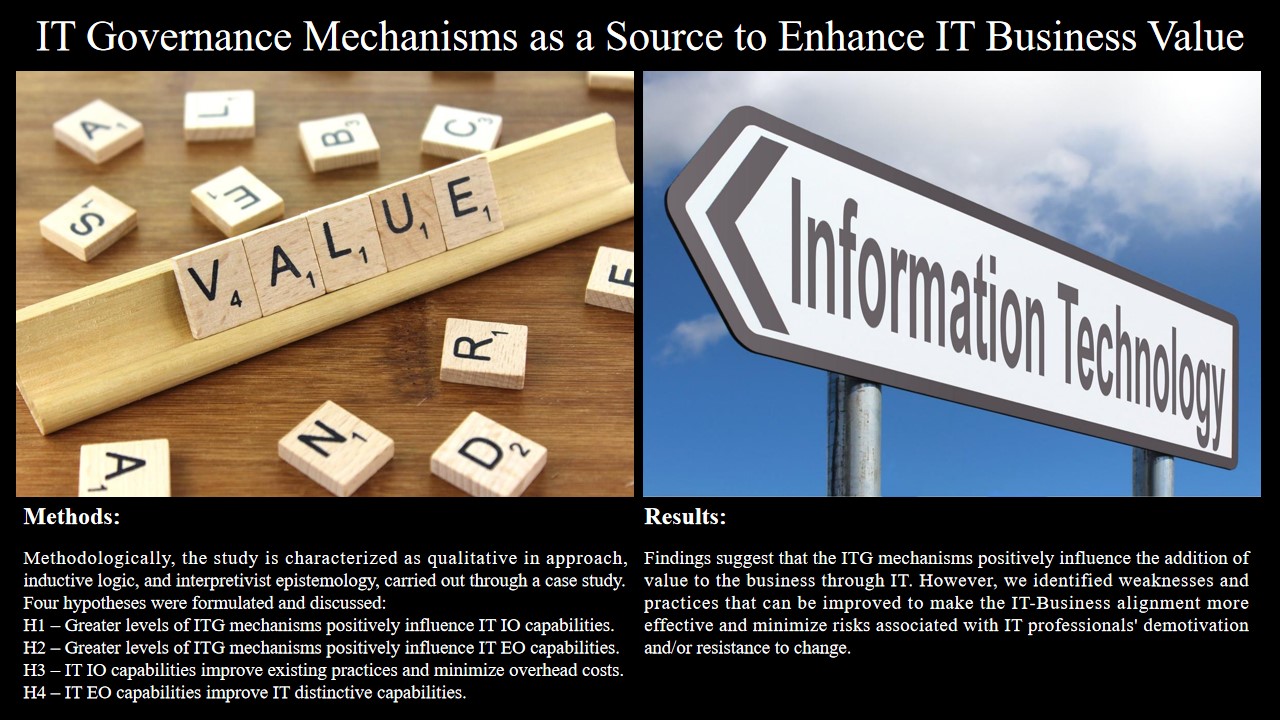 IT Governance Mechanisms as a Source to Enhance IT Business Value
A1
L1
B3
C3
S1
E1
V4 A1 L1 U1 E1
E
R1
A1
N1
D2
Information Technology
Methods:
Methodologically, the study is characterized as qualitative in approach,
inductive logic, and interpretivist epistemology, carried out through a case study.
Four hypotheses were formulated and discussed:
H1 – Greater levels of ITG mechanisms positively influence IT IO capabilities.
H2 – Greater levels of ITG mechanisms positively influence IT EO capabilities.
H3 – IT IO capabilities improve existing practices and minimize overhead costs.
H4 – IT EO capabilities improve IT distinctive capabilities.
Results:
Findings suggest that the ITG mechanisms positively influence the addition of
value to the business through IT. However, we identified weaknesses and
practices that can be improved to make the IT-Business alignment more
effective and minimize risks associated with IT professionals' demotivation
and/or resistance to change.